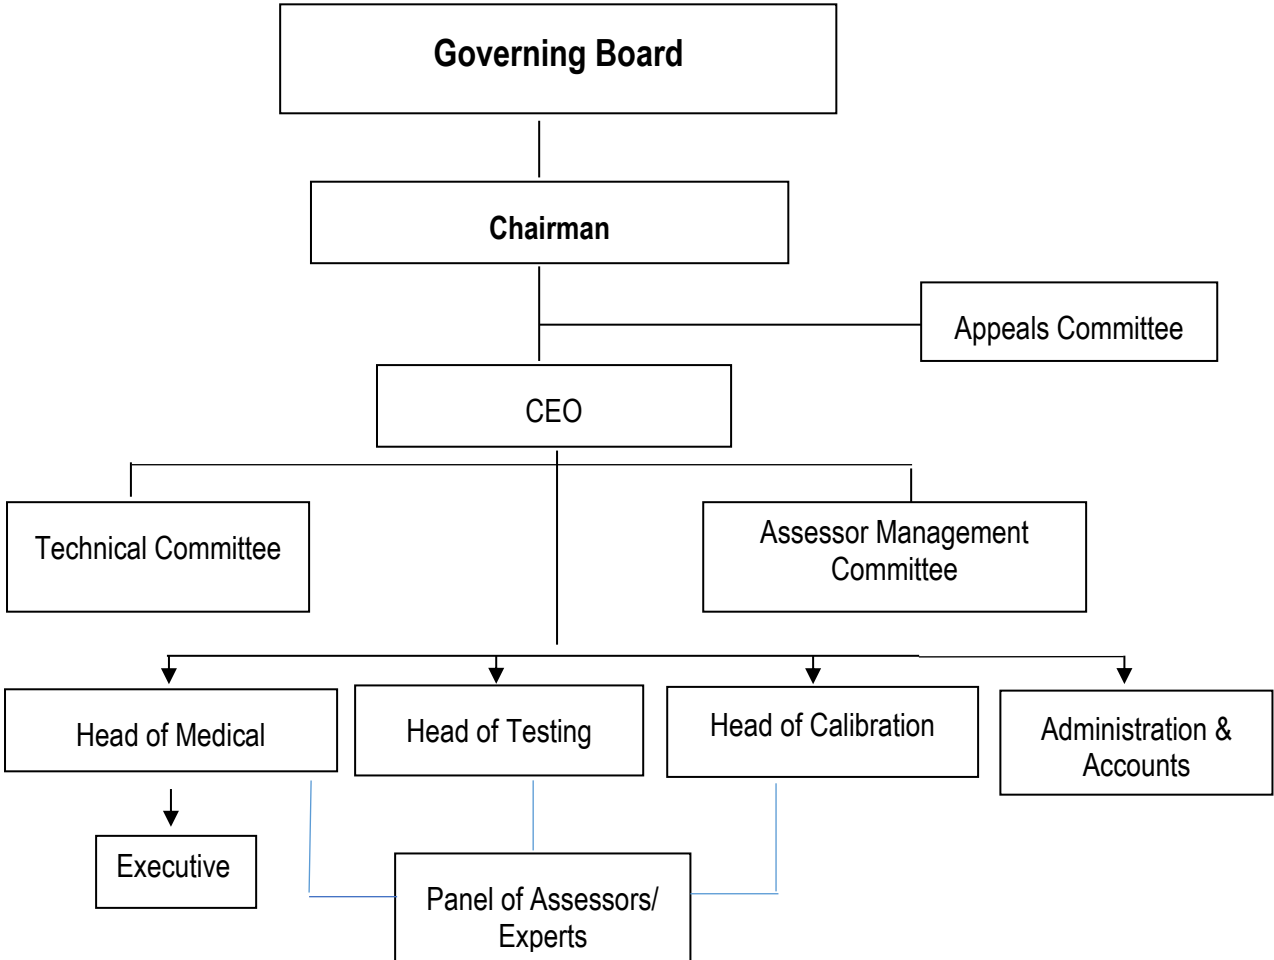 Governing Board
Chairman
Appeals Committee
CEO
Technical Committee
Assessor Management
Committee
Head of Medical
Head of Testing
Head of Calibration
Administration &
Accounts
Executive
Panel of Assessors/
Experts